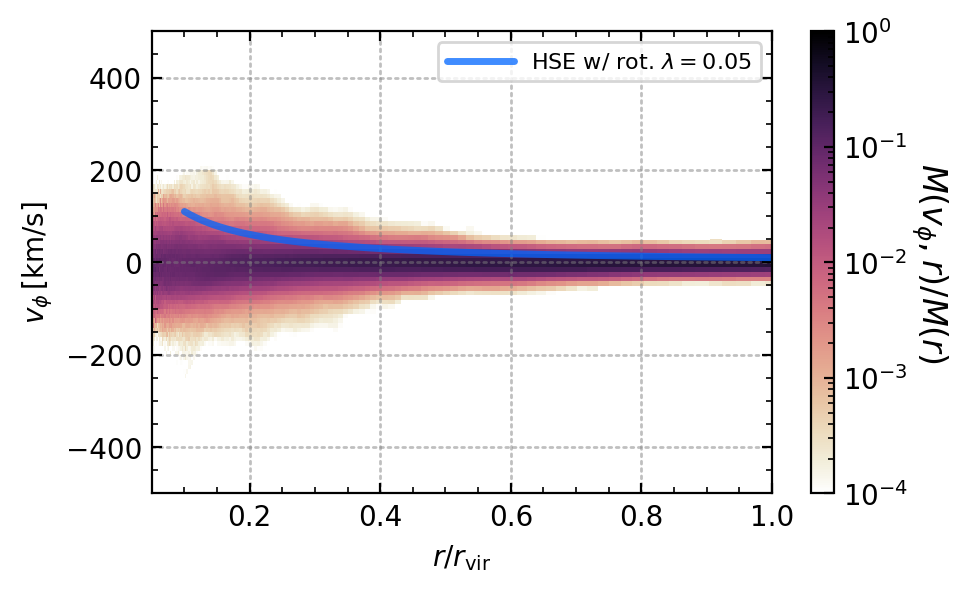 HSE w/ rot. λ = 0.05
400
200
0
−200
−400
v_ϕ [km/s]
0.2 0.4 0.6 0.8 1.0
r/r_vir
10^0
10^−1
10^−2
10^−3
10^−4
M(v_ϕ, r)/M(r)